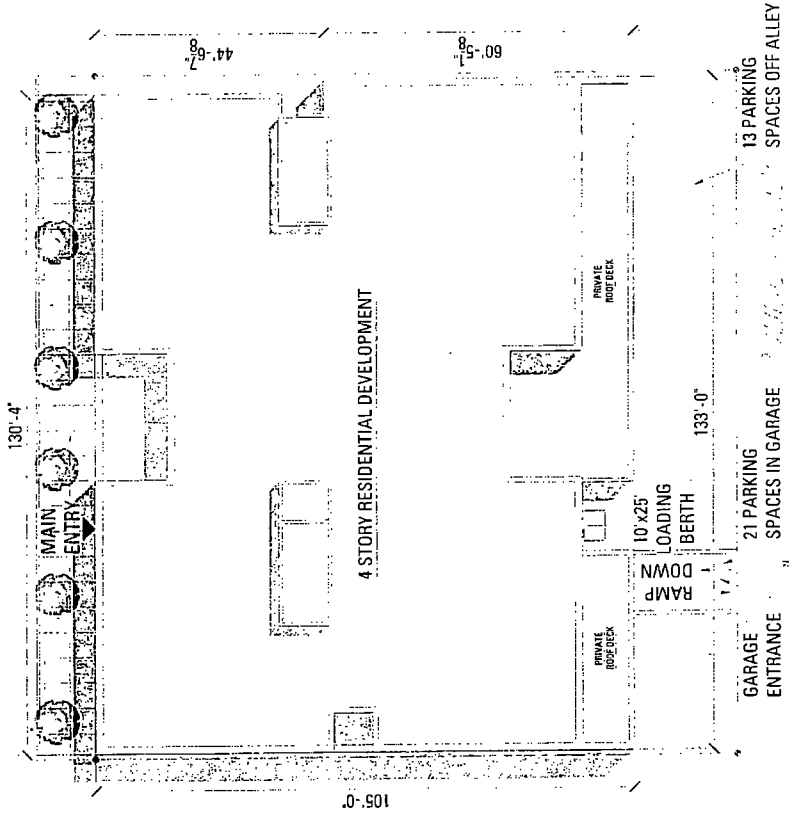 130'-4"
MAIN
ENTRY
44'-6 7/8"
60'-5 1/8"
105'-0"
4 STORY RESIDENTIAL DEVELOPMENT
PRIVATE
ROOF DECK
PRIVATE
ROOF DECK
10'x25'
LOADING
BERTH
RAMP
DOWN
133'-0"
GARAGE
ENTRANCE
21 PARKING
SPACES IN GARAGE
13 PARKING
SPACES OFF ALLEY